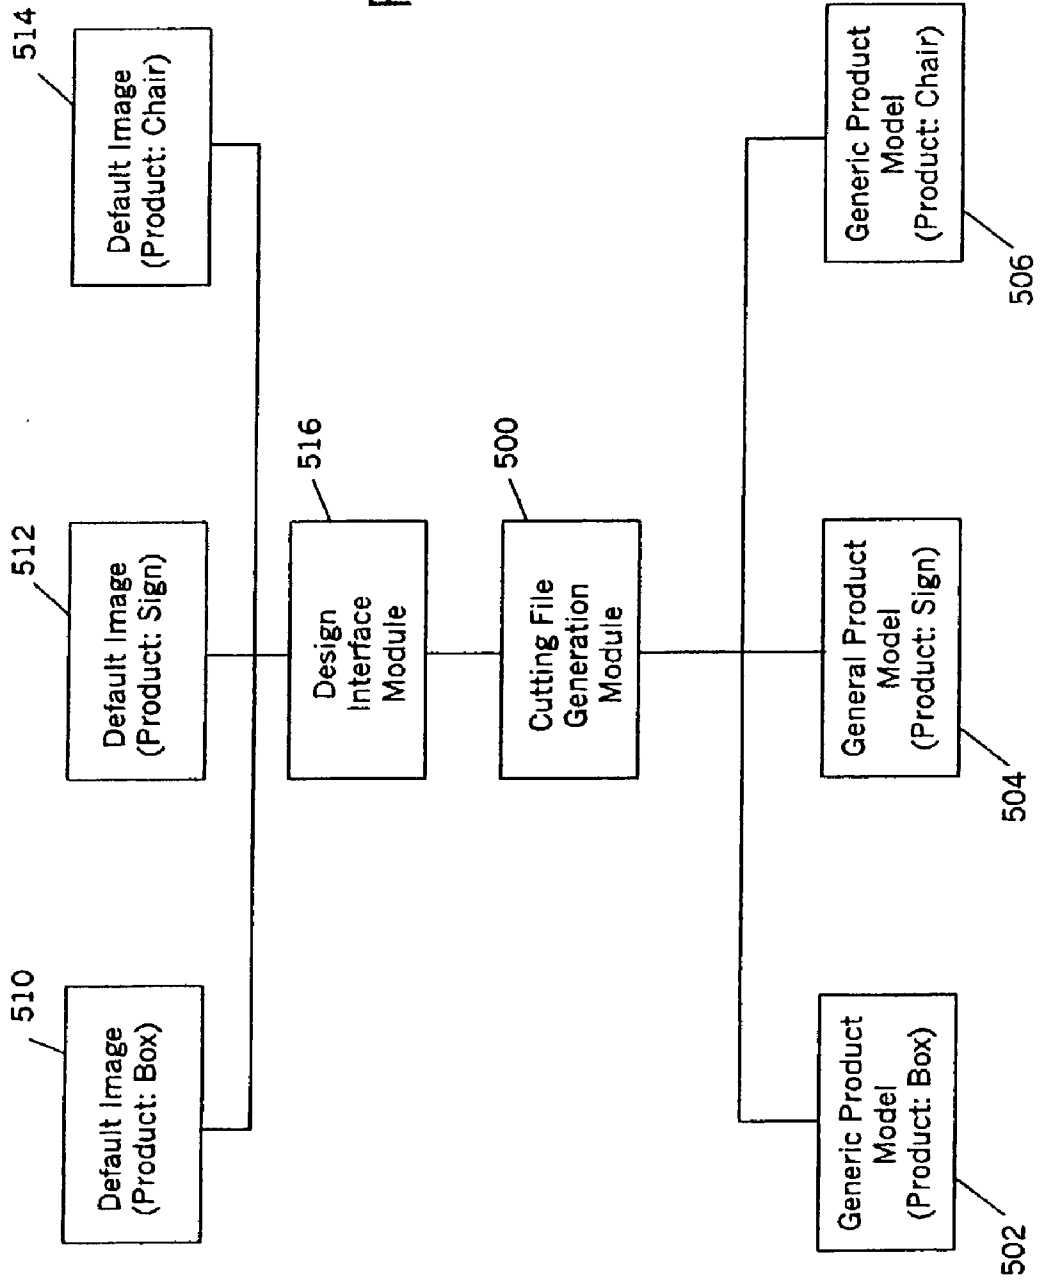 510
Default Image
(Product: Box)
512
Default Image
(Product: Sign)
514
Default Image
(Product: Chair)
516
Design
Interface
Module
500
Cutting File
Generation
Module
Generic Product
Model
(Product: Box)
502
General Product
Model
(Product: Sign)
504
Generic Product
Model
(Product: Chair)
506